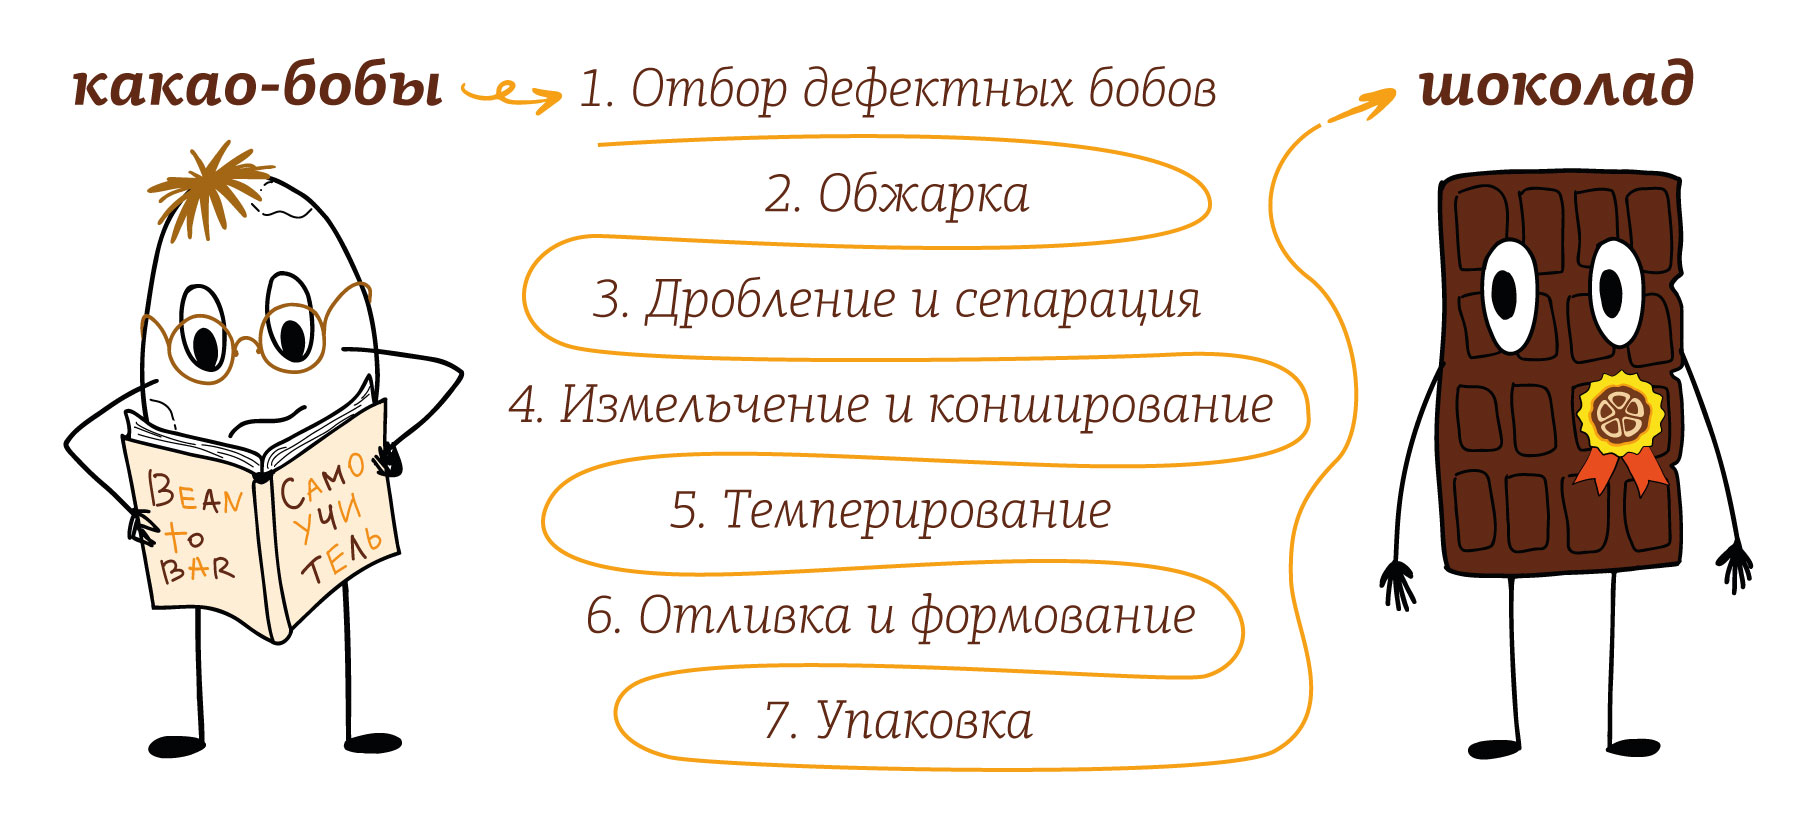 какао-бобы
1. Отбор дефектных бобов
2. Обжарка
3. Дробление и сепарация
4. Измельчение и конширование
5. Темперирование
6. Отливка и формование
7. Упаковка
шоколад
BEAN
to
BAR
САМО
УЧИ
ТЕЛЬ